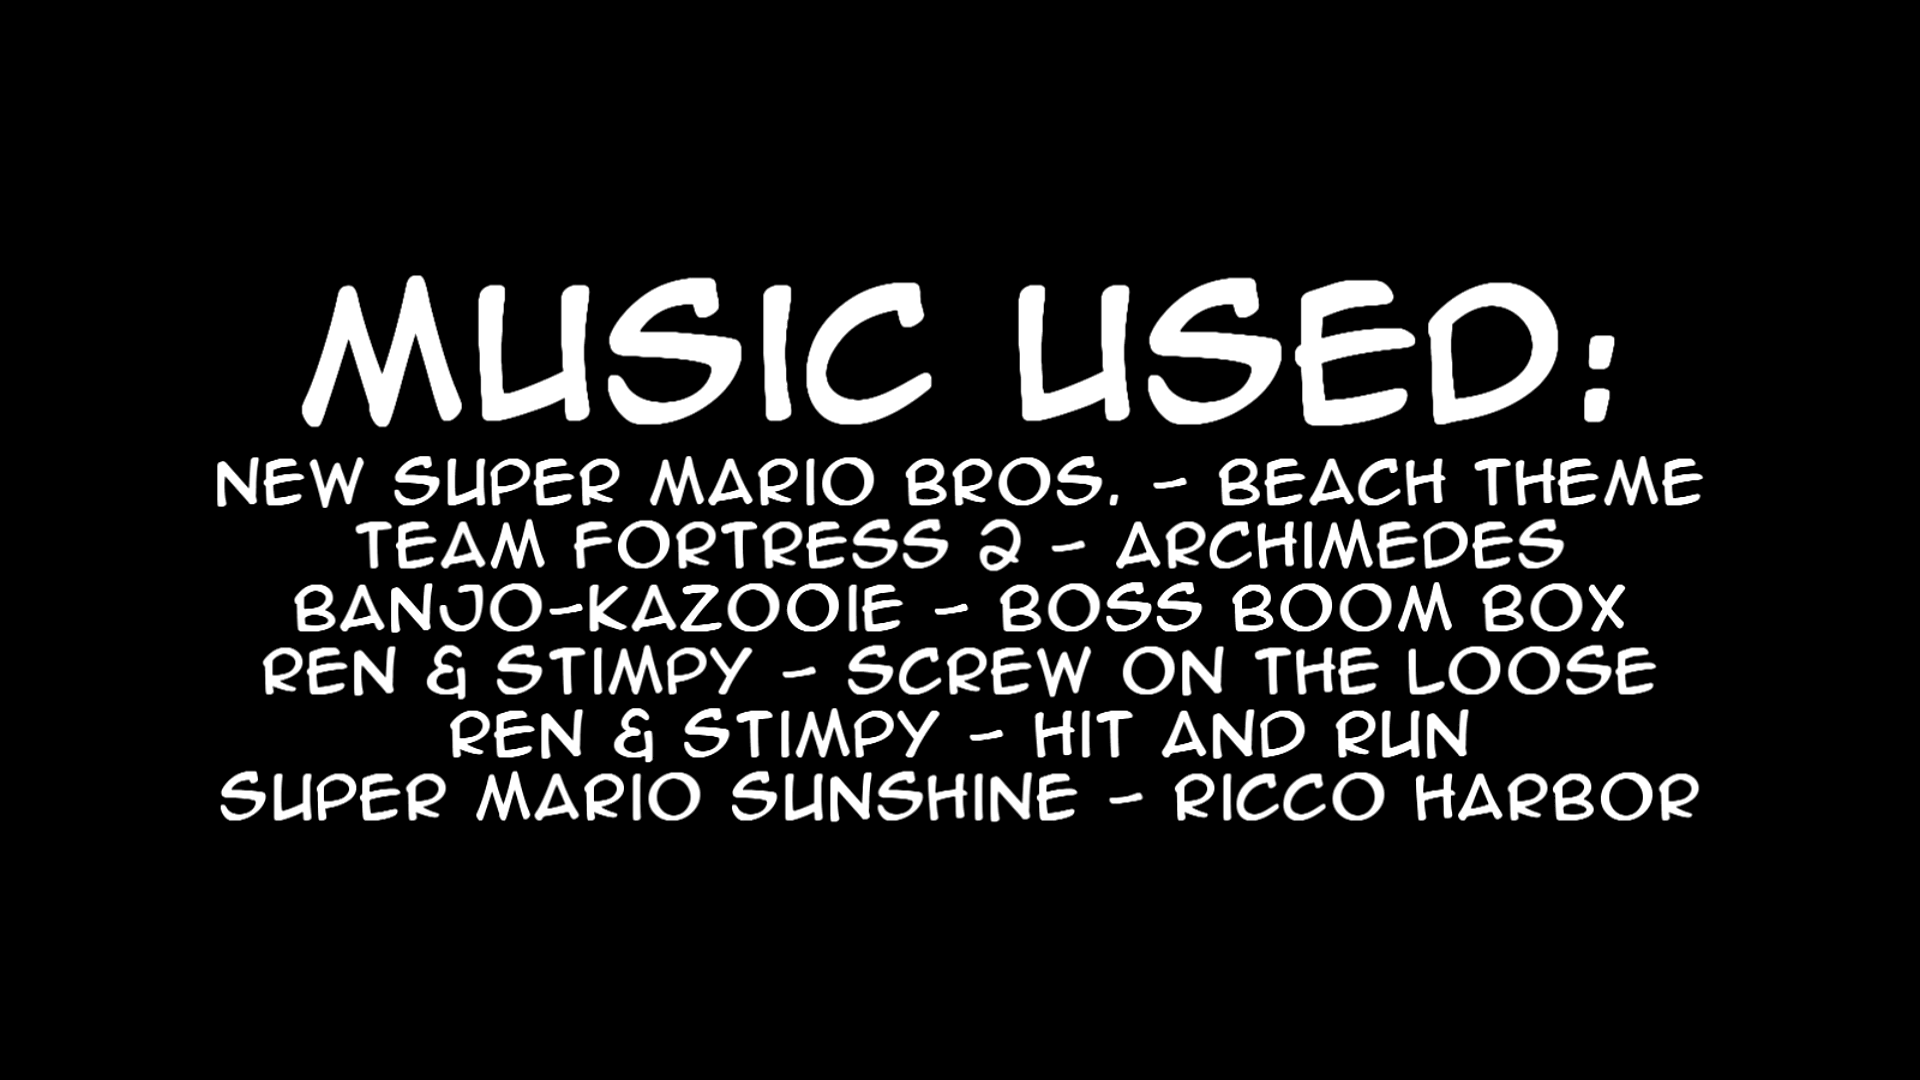 MUSIC USED:
NEW SUPER MARIO BROS. - BEACH THEME
TEAM FORTRESS 2 - ARCHIMEDES
BANJO-KAZOOIE - BOSS BOOM BOX
REN & STIMPY - SCREW ON THE LOOSE
REN & STIMPY - HIT AND RUN
SUPER MARIO SUNSHINE - RICCO HARBOR